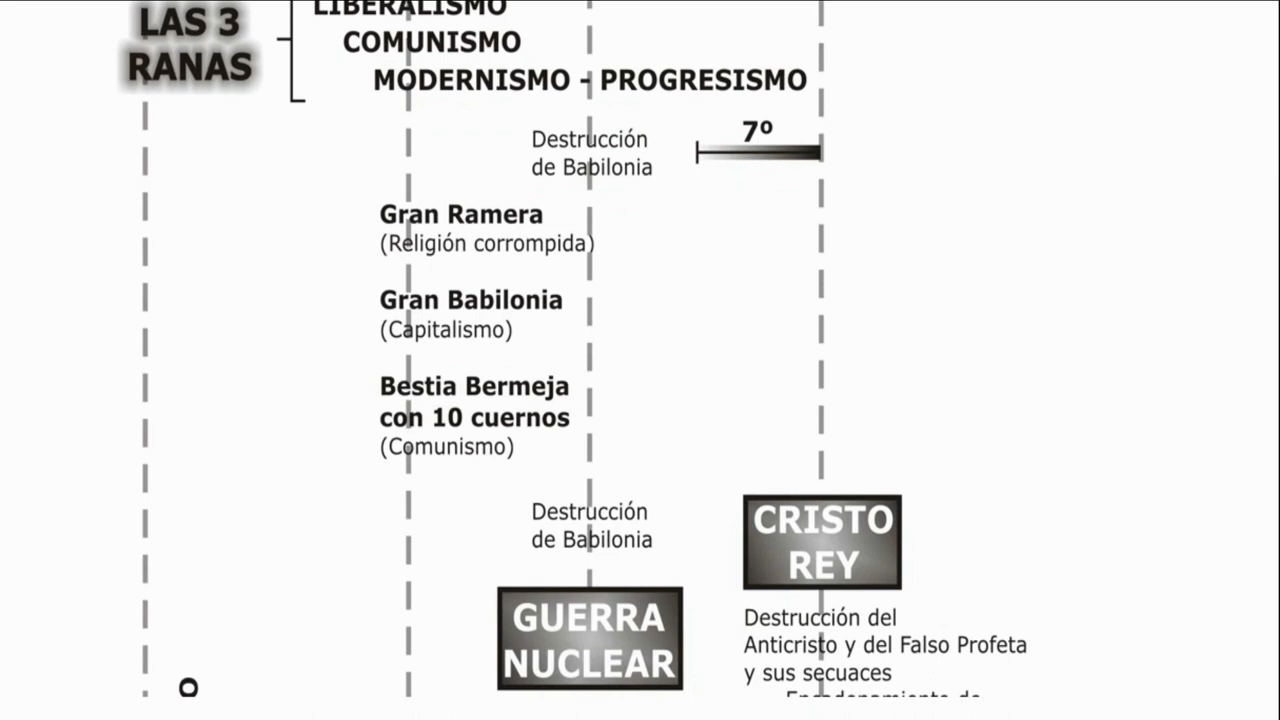 LAS 3
RANAS
LIBERALISMO
COMUNISMO
MODERNISMO - PROGRESISMO
7º
Destrucción
de Babilonia
Gran Ramera
(Religión corrompida)
Gran Babilonia
(Capitalismo)
Bestia Bermeja
con 10 cuernos
(Comunismo)
Destrucción
de Babilonia
GUERRA
NUCLEAR
CRISTO
REY
Destrucción del
Anticristo y del Falso Profeta
y sus secuaces
Encadenamiento de